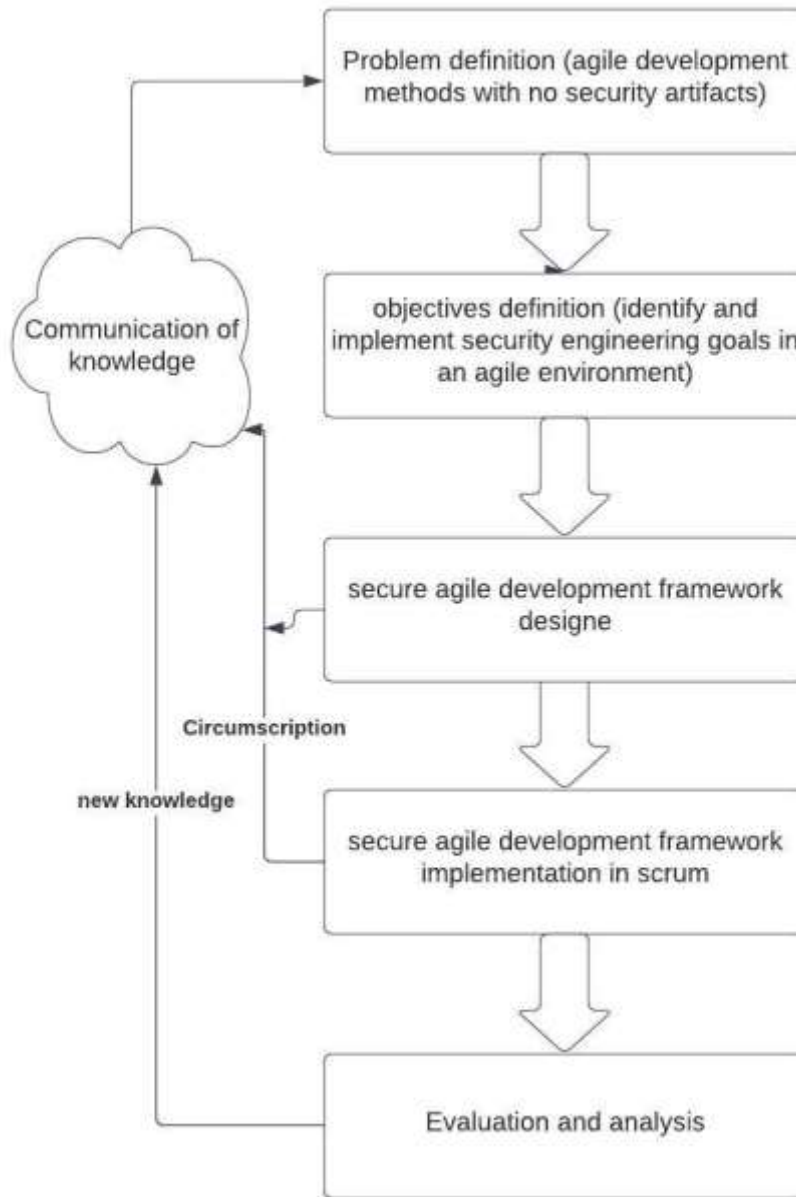 Problem definition (agile development
methods with no security artifacts)
Communication of
knowledge
objectives definition (identify and
implement security engineering goals in
an agile environment)
secure agile development framework
designe
Circumscription
new knowledge
secure agile development framework
implementation in scrum
Evaluation and analysis